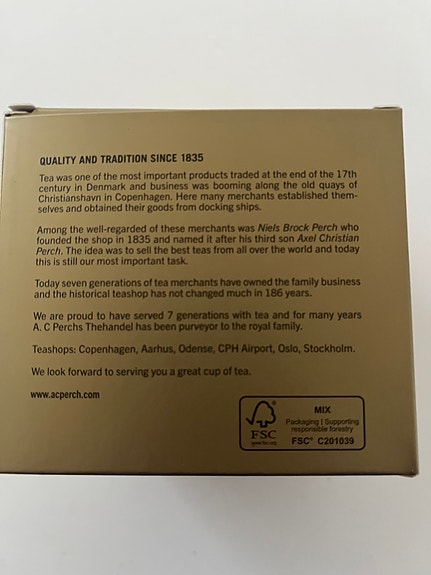 QUALITY AND TRADITION SINCE 1835
Tea was one of the most important products traded at the end of the 17th
century in Denmark and business was booming along the old quays of
Christianshavn in Copenhagen. Here many merchants established them-
selves and obtained their goods from docking ships.
Among the well-regarded of these merchants was Niels Brock Perch who
founded the shop in 1835 and named it after his third son Axel Christian
Perch. The idea was to sell the best teas from all over the world and today
this is still our most important task.
Today seven generations of tea merchants have owned the family business
and the historical teashop has not changed much in 186 years.
We are proud to have served 7 generations with tea and for many years
A. C Perchs Thehandel has been purveyor to the royal family.
Teashops: Copenhagen, Aarhus, Odense, CPH Airport, Oslo, Stockholm.
We look forward to serving you a great cup of tea.
www.acperch.com
FSC
www.fsc.org
MIX
Packaging | Supporting
responsible forestry
FSC® C201039